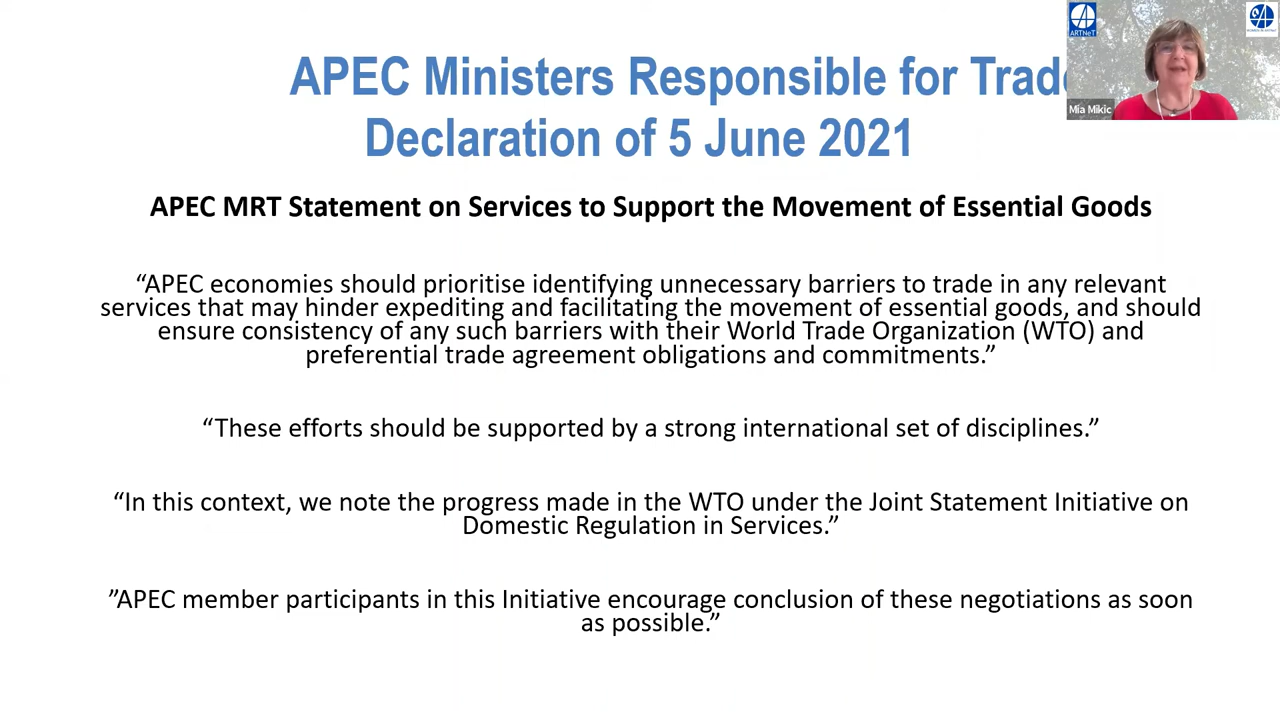 APEC Ministers Responsible for Trade
Declaration of 5 June 2021
ARTNeT
Mia Mikic
APEC MRT Statement on Services to Support the Movement of Essential Goods
“APEC economies should prioritise identifying unnecessary barriers to trade in any relevant
services that may hinder expediting and facilitating the movement of essential goods, and should
ensure consistency of any such barriers with their World Trade Organization (WTO) and
preferential trade agreement obligations and commitments.”
“These efforts should be supported by a strong international set of disciplines.”
“In this context, we note the progress made in the WTO under the Joint Statement Initiative on
Domestic Regulation in Services.”
”APEC member participants in this Initiative encourage conclusion of these negotiations as soon
as possible.”